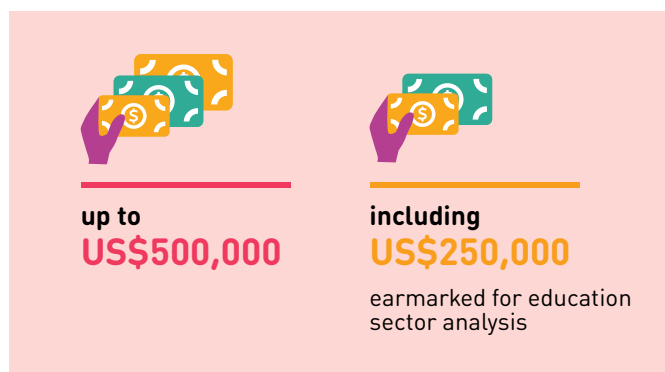 up to
US$500,000
including
US$250,000
earmarked for education
sector analysis